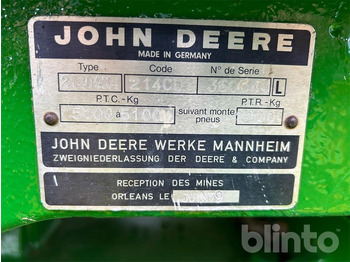 JOHN DEERE
MADE IN GERMANY
Type Code N° de Serie
L
P.T.C.-Kg P.T.R.-Kg
a suivant monte pneus
JOHN DEERE WERKE MANNHEIM
ZWEIGNIEDERLASSUNG DER DEERE & COMPANY
RECEPTION DES MINES
ORLEANS LE
blinto